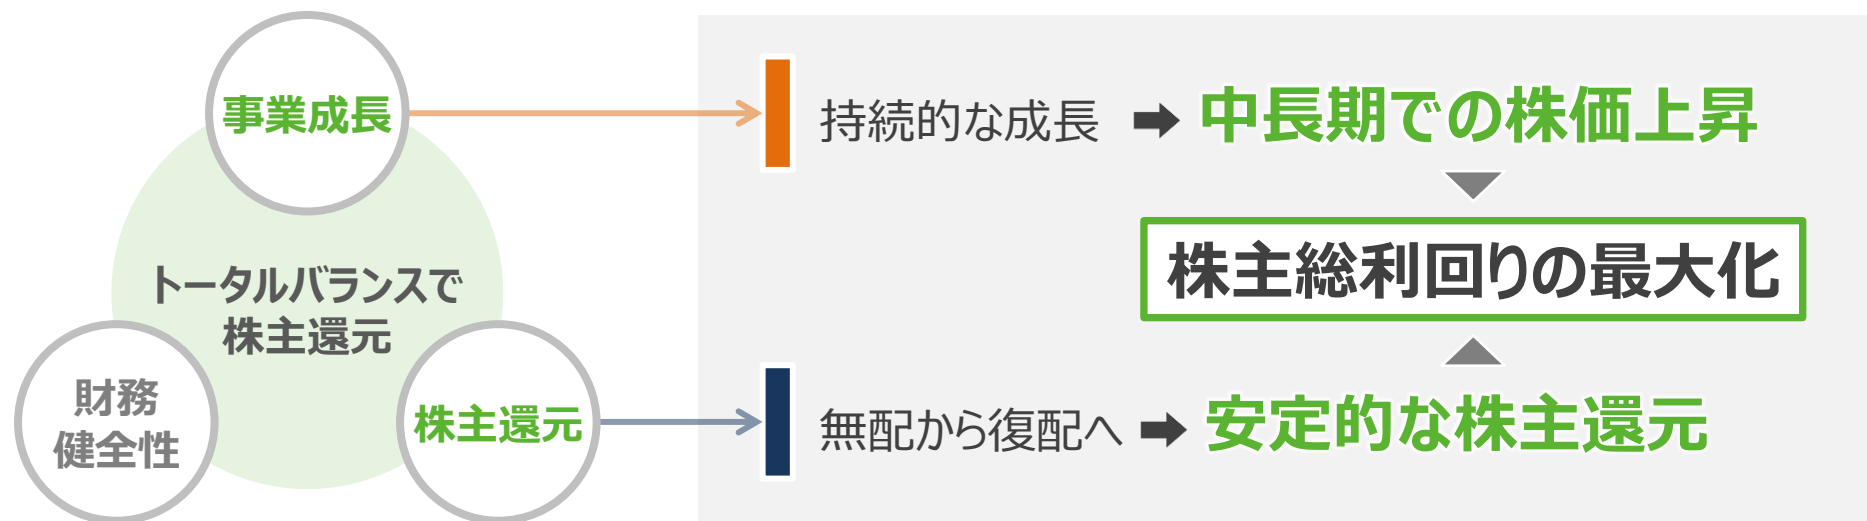 事業成長
トータルバランスで
株主還元
財務
健全性
株主還元
持続的な成長
中長期での株価上昇
株主総利回りの最大化
無配から復配へ
安定的な株主還元